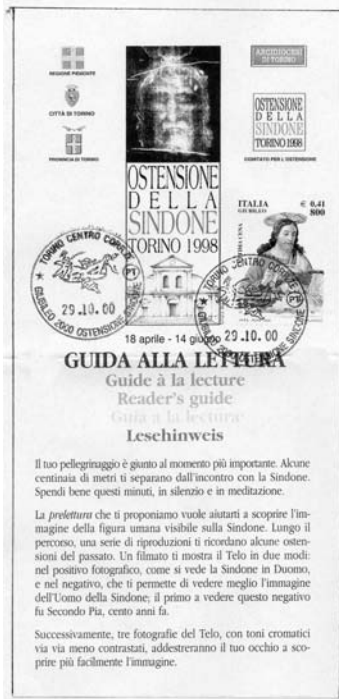 REGIONE PIEMONTE
CITTÀ DI TORINO
PROVINCIA DI TORINO
ARCIDIOCESI
DI TORINO
OSTENSIONE
DELLA
SINDONE
TORINO 1998
COMITATO PER L'OSTENSIONE
OSTENSIONE
DELLA
SINDONE
TORINO 1998
ITALIA € 0,41
GIUBILEO 800
TORINO CENTRO CORR.
PT
29.10.00
GIUBILEO 2000 OSTENSIONE SINDONE
TORINO CENTRO
29.10.00
18 aprile - 14 giugno
GUIDA ALLA LETTURA
Guide à la lecture
Reader's guide
Guia a la lectura
Lesehinweis
Il tuo pellegrinaggio è giunto al momento più importante. Alcune
centinaia di metri ti separano dall'incontro con la Sindone.
Spendi bene questi minuti, in silenzio e in meditazione.
La prelettura che ti proponiamo vuole aiutarti a scoprire l'im-
magine della figura umana visibile sulla Sindone. Lungo il
percorso, una serie di riproduzioni ti ricordano alcune osten-
sioni del passato. Un filmato ti mostra il Telo in due modi:
nel positivo fotografico, come si vede la Sindone in Duomo,
e nel negativo, che ti permette di vedere meglio l'immagine
dell'Uomo della Sindone; il primo a vedere questo negativo
fu Secondo Pia, cento anni fa.
Successivamente, tre fotografie del Telo, con toni cromatici
via via meno contrastati, addestreranno il tuo occhio a sco-
prire più facilmente l'immagine.